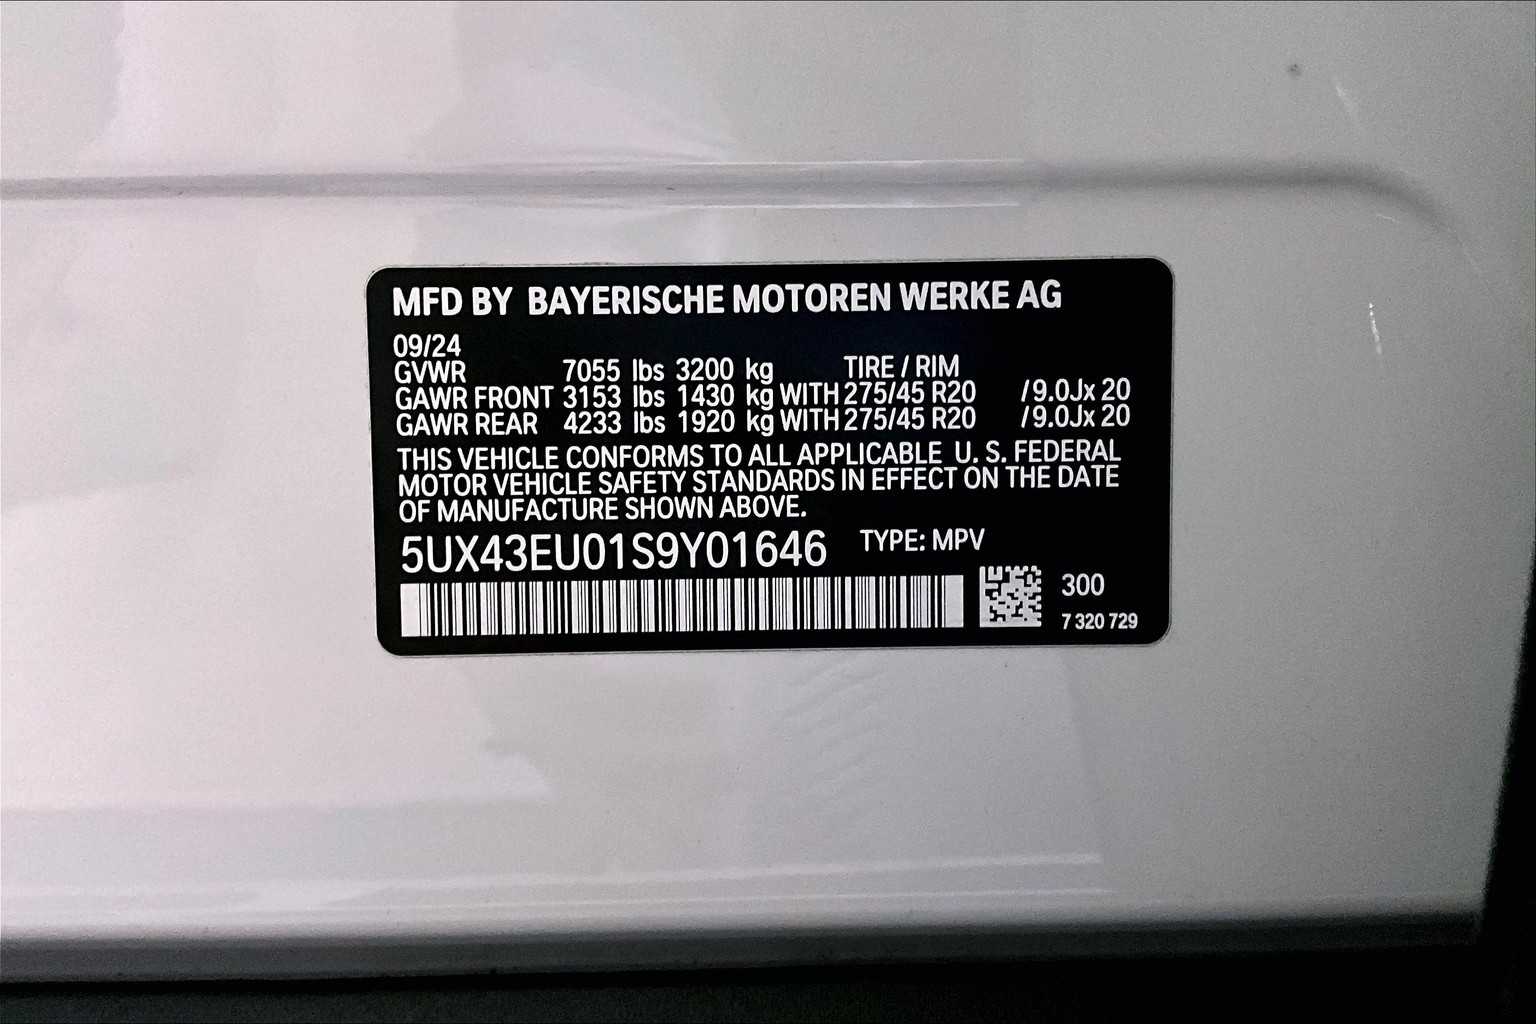 MFD BY BAYERISCHE MOTOREN WERKE AG
09/24
GVWR 7055 lbs 3200 kg TIRE / RIM
GAWR FRONT 3153 lbs 1430 kg WITH 275/45 R20 /9.0Jx 20
GAWR REAR 4233 lbs 1920 kg WITH 275/45 R20 /9.0Jx 20
THIS VEHICLE CONFORMS TO ALL APPLICABLE U. S. FEDERAL
MOTOR VEHICLE SAFETY STANDARDS IN EFFECT ON THE DATE
OF MANUFACTURE SHOWN ABOVE.
5UX43EU01S9Y01646 TYPE: MPV
300
7 320 729